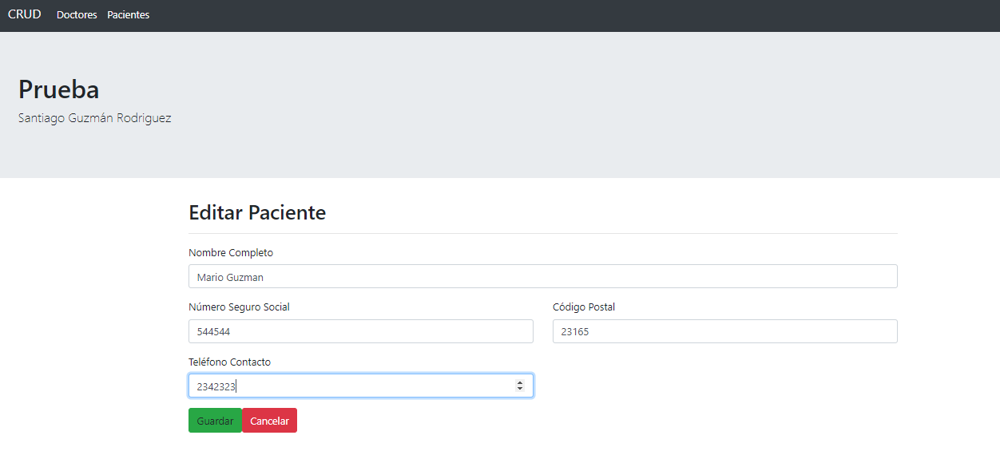 CRUD Doctores Pacientes
Prueba
Santiago Guzmán Rodriguez
Editar Paciente
Nombre Completo
Mario Guzman
Número Seguro Social Código Postal
544544 23165
Teléfono Contacto
2342323
Guardar Cancelar